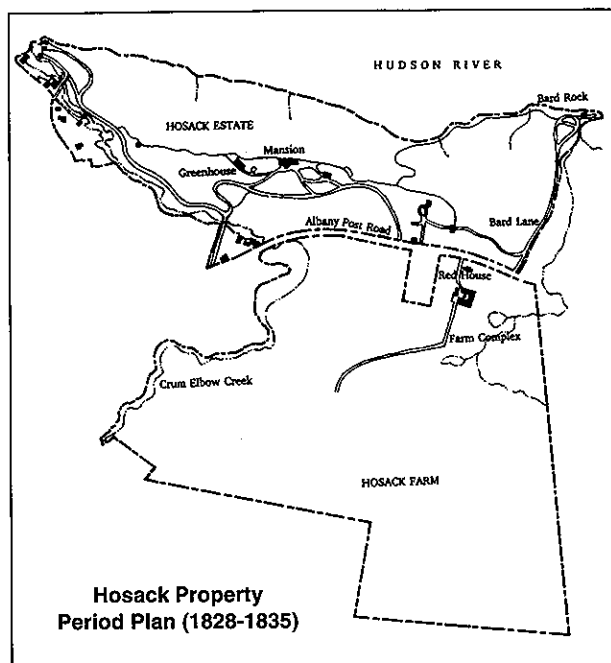 HUDSON RIVER
Bard Rock
HOSACK ESTATE
Mansion
Greenhouse
Albany Post Road
Bard Lane
Red House
Farm Complex
Crum Elbow Creek
HOSACK FARM
Hosack Property
Period Plan (1828-1835)